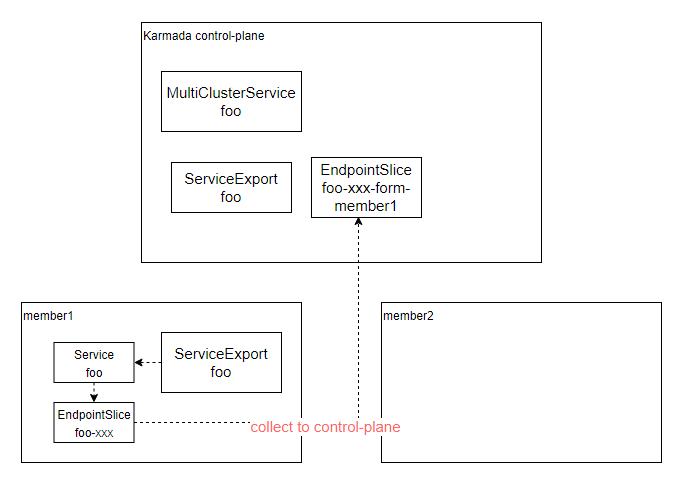 Karmada control-plane
MultiClusterService
foo
ServiceExport
foo
EndpointSlice
foo-xxx-form-
member1
member1
Service
foo
ServiceExport
foo
EndpointSlice
foo-xxx
collect to control-plane
member2